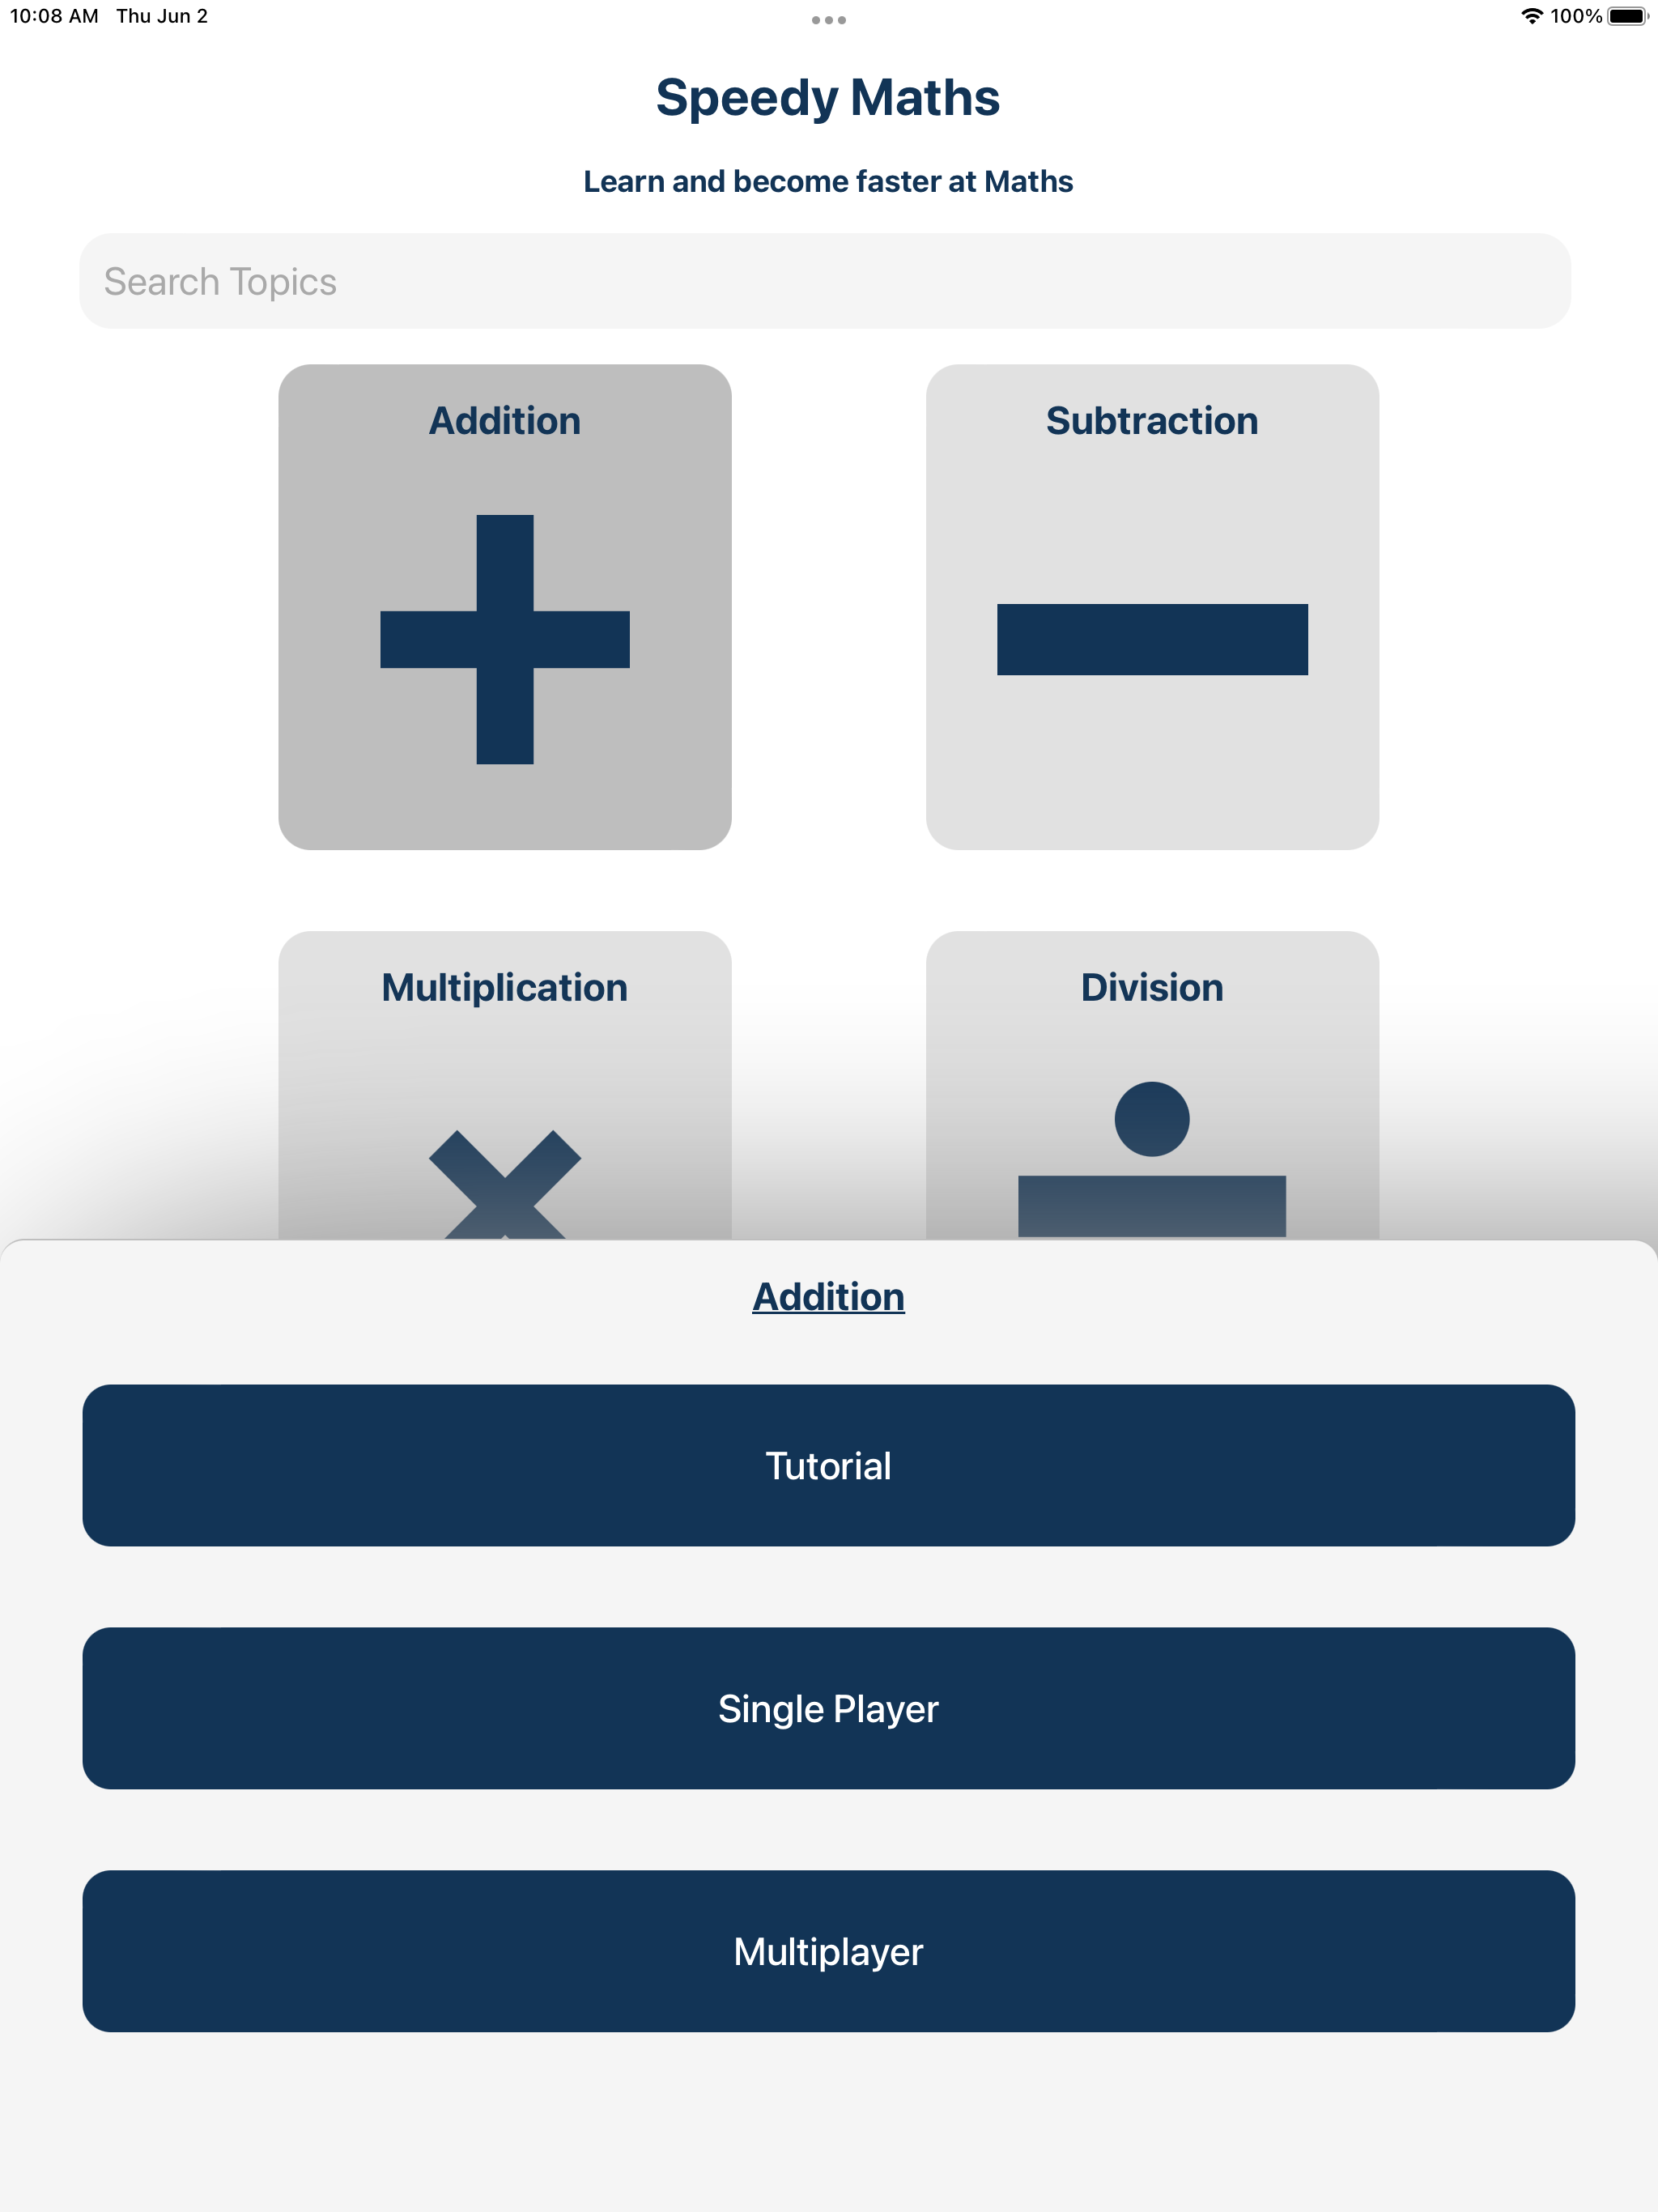 10:08 AM Thu Jun 2
100%
Speedy Maths
Learn and become faster at Maths
Search Topics
Addition
Subtraction
Multiplication
Division
Addition
Tutorial
Single Player
Multiplayer